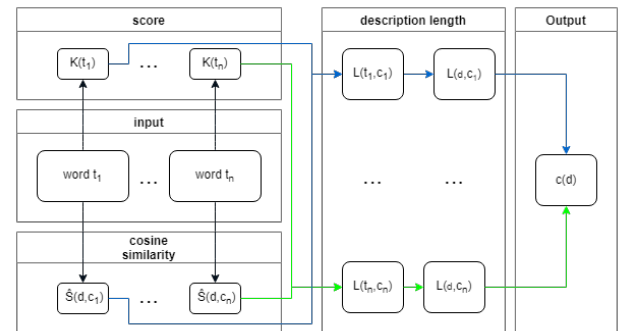 score
K(t₁)
...
K(tₙ)
input
word t₁
...
word tₙ
cosine
similarity
Ŝ(d,c₁)
...
Ŝ(d,cₙ)
description length
L(t₁,c₁)
L(d,c₁)
...
...
L(tₙ,cₙ)
L(d,cₙ)
Output
c(d)